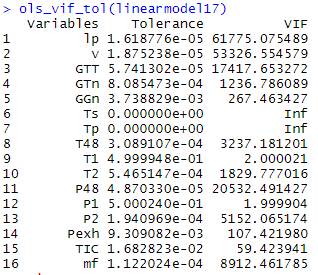 > ols_vif_tol(linearmodel17)
Variables Tolerance VIF
1 lp 1.618776e-05 61775.075489
2 v 1.875238e-05 53326.554579
3 GTT 5.741302e-05 17417.653272
4 GTn 8.085473e-04 1236.786089
5 GGn 3.738829e-03 267.463427
6 Ts 0.000000e+00 Inf
7 Tp 0.000000e+00 Inf
8 T48 3.089107e-04 3237.181201
9 T1 4.999948e-01 2.000021
10 T2 5.465147e-04 1829.777016
11 P48 4.870330e-05 20532.491427
12 P1 5.000240e-01 1.999904
13 P2 1.940969e-04 5152.065174
14 Pexh 9.309082e-03 107.421980
15 TIC 1.682823e-02 59.423941
16 mf 1.122024e-04 8912.461785